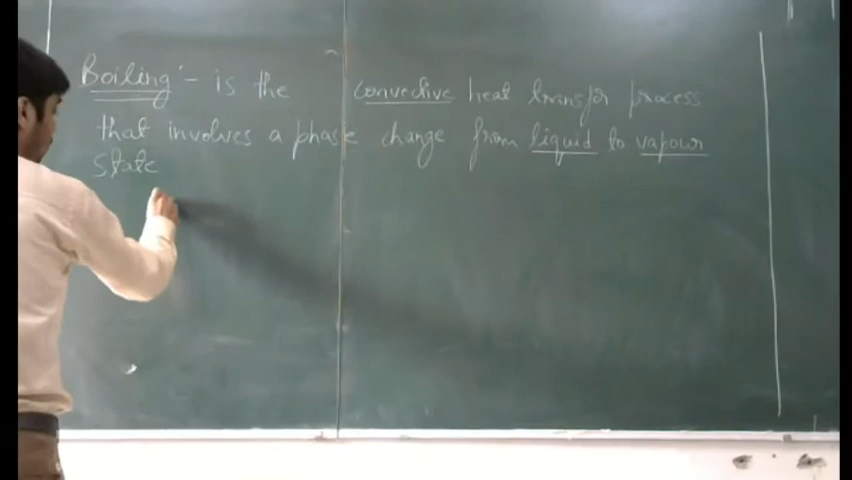 Boiling :- is the convective heat transfer process
that involves a phase change from liquid to vapour
state